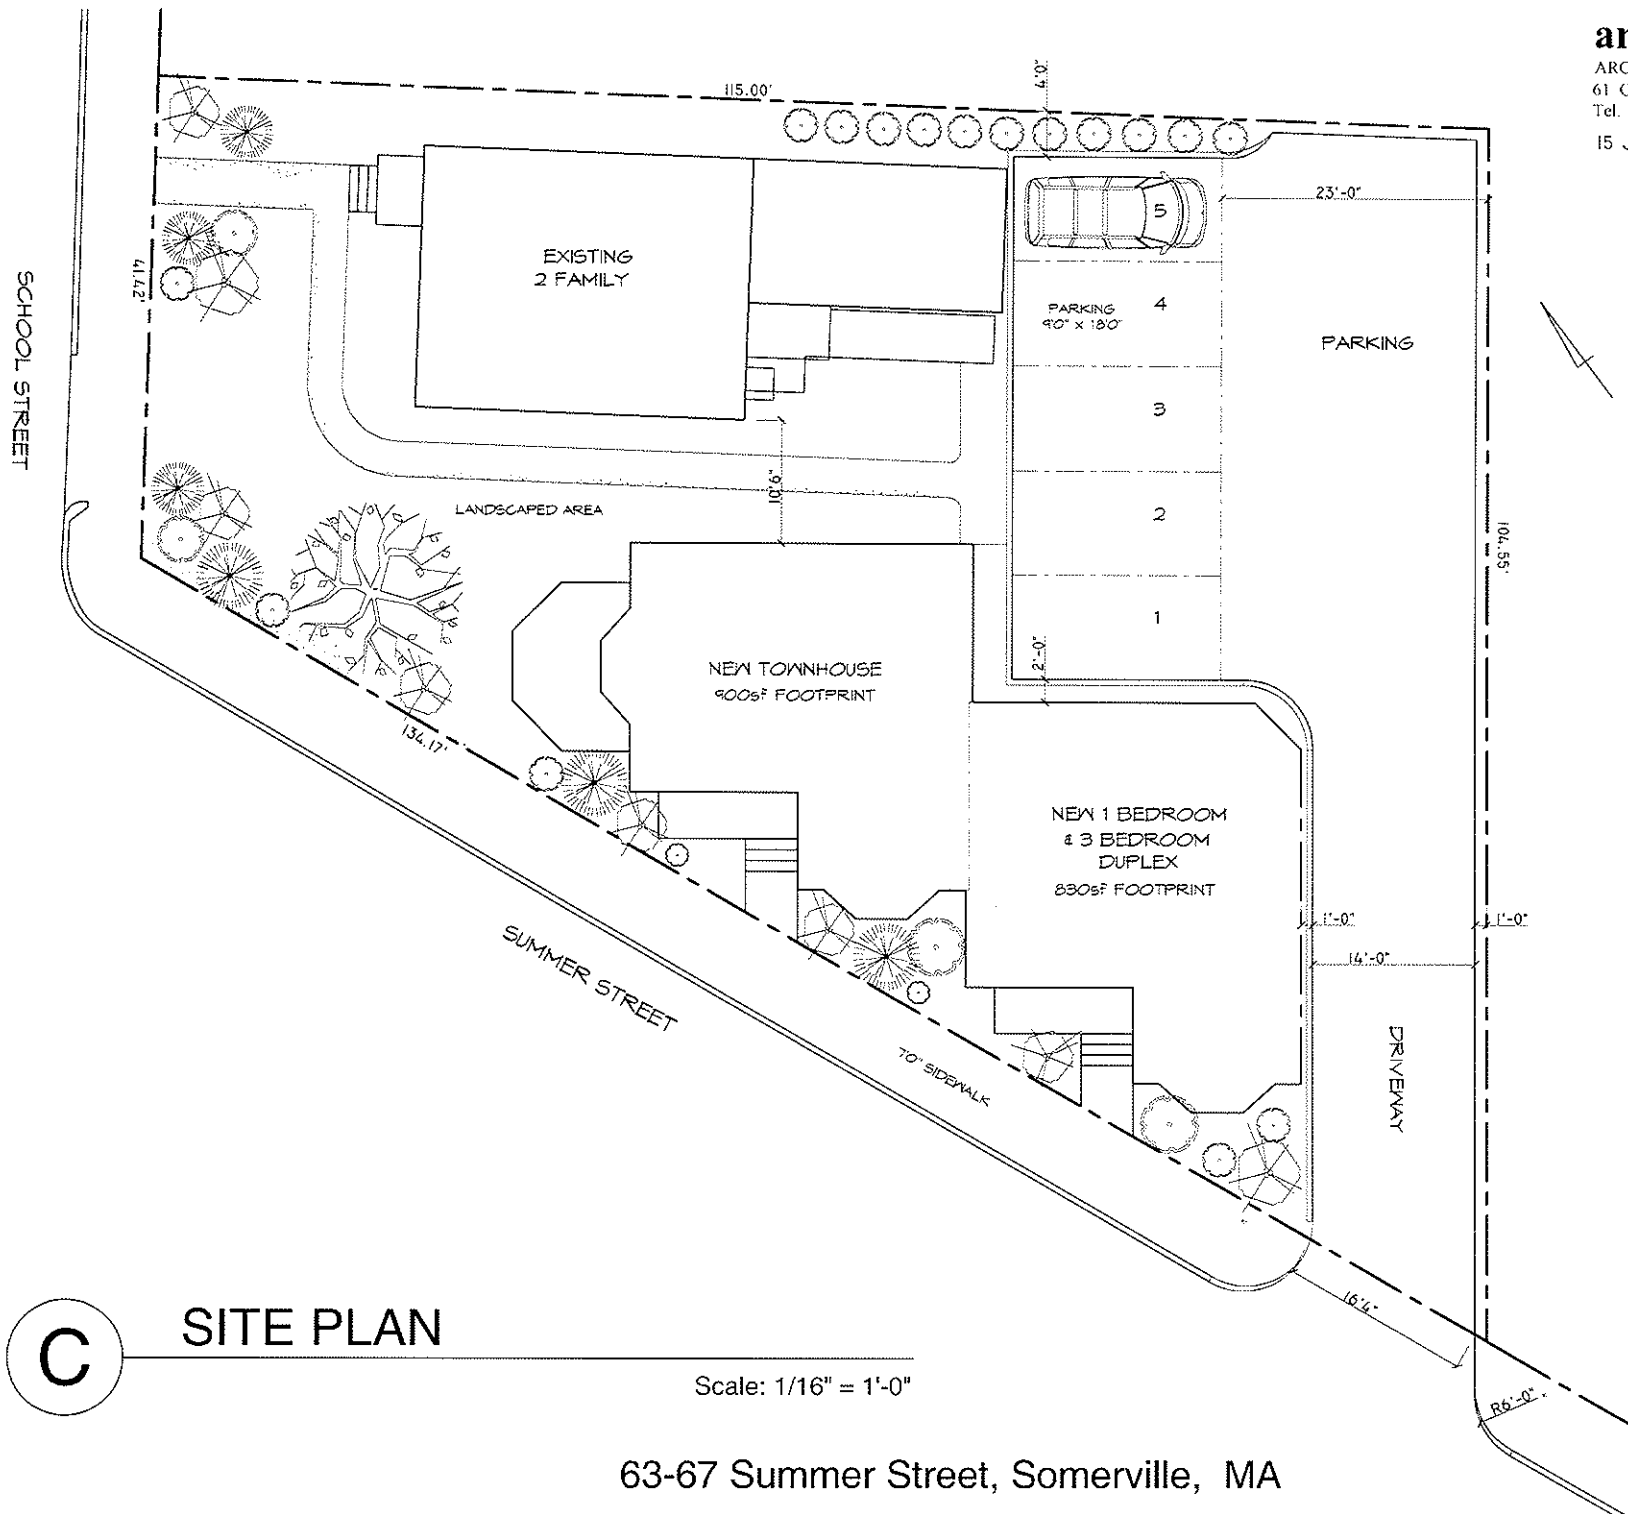 ARC
Tel.
115.00'
4'.0"
23'-0"
5
EXISTING
2 FAMILY
41.42'
SCHOOL STREET
PARKING
9'0" x 18'0"
4
PARKING
3
10'.9"
LANDSCAPED AREA
2
104.55'
1
2'-0"
NEW TOWNHOUSE
900sF FOOTPRINT
134.17'
NEW 1 BEDROOM
& 3 BEDROOM
DUPLEX
830sF FOOTPRINT
1'-0"
1'-0"
14'-0"
SUMMER STREET
7'0" SIDEWALK
DRIVEWAY
16'4"
R6'-0"
C
SITE PLAN
Scale: 1/16" = 1'-0"
63-67 Summer Street, Somerville, MA